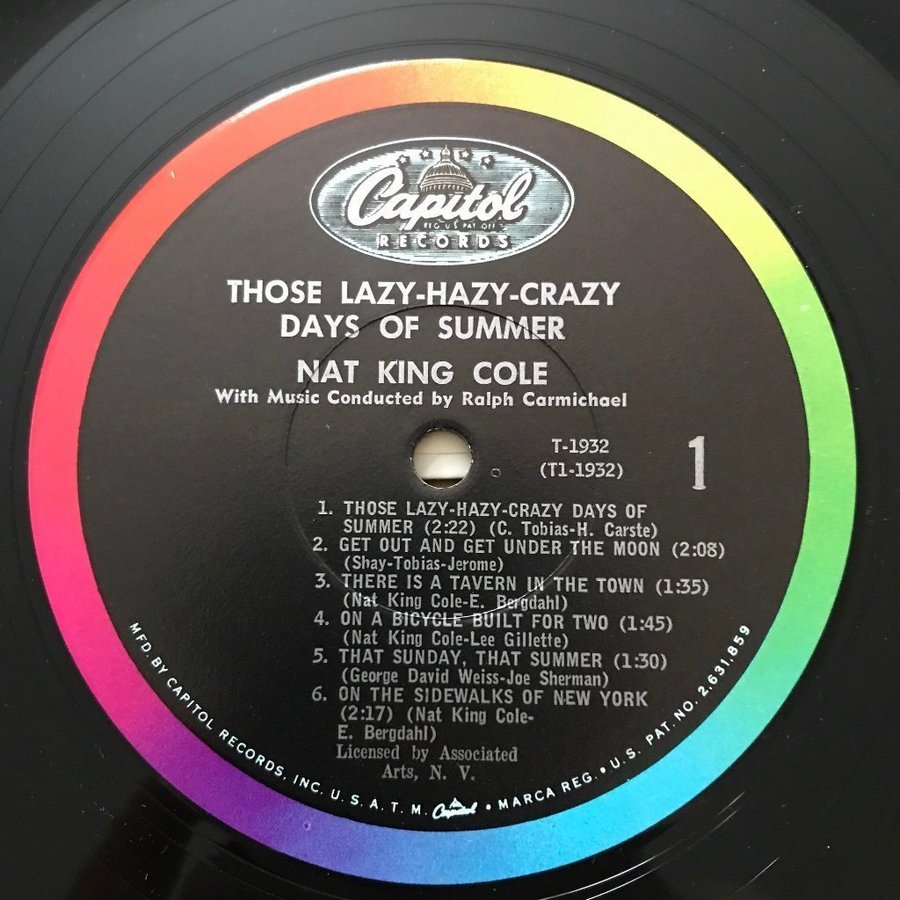 Capitol
REG. U.S. PAT. OFF.
RECORDS
THOSE LAZY-HAZY-CRAZY
DAYS OF SUMMER
NAT KING COLE
With Music Conducted by Ralph Carmichael
T-1932
(T1-1932)
1
1. THOSE LAZY-HAZY-CRAZY DAYS OF
SUMMER (2:22) (C. Tobias-H. Carste)
2. GET OUT AND GET UNDER THE MOON (2:08)
(Shay-Tobias-Jerome)
3. THERE IS A TAVERN IN THE TOWN (1:35)
(Nat King Cole-E. Bergdahl)
4. ON A BICYCLE BUILT FOR TWO (1:45)
(Nat King Cole-Lee Gillette)
5. THAT SUNDAY, THAT SUMMER (1:30)
(George David Weiss-Joe Sherman)
6. ON THE SIDEWALKS OF NEW YORK
(2:17) (Nat King Cole-
E. Bergdahl)
Licensed by Associated
Arts, N. V.
MFD. BY CAPITOL RECORDS, INC. U. S. A. T. M. Capitol • MARCA REG. • U. S. PAT. NO. 2,631,859